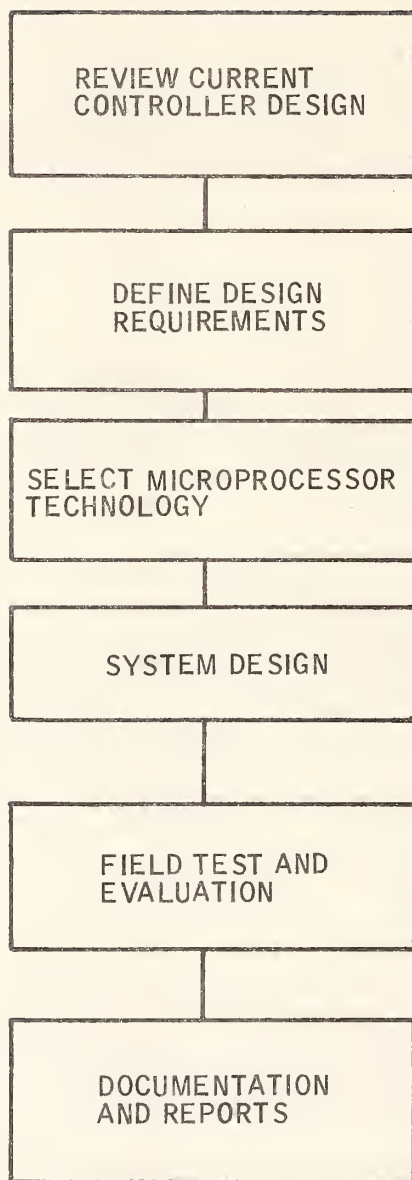 REVIEW CURRENT
CONTROLLER DESIGN
DEFINE DESIGN
REQUIREMENTS
SELECT MICROPROCESSOR
TECHNOLOGY
SYSTEM DESIGN
FIELD TEST AND
EVALUATION
DOCUMENTATION
AND REPORTS